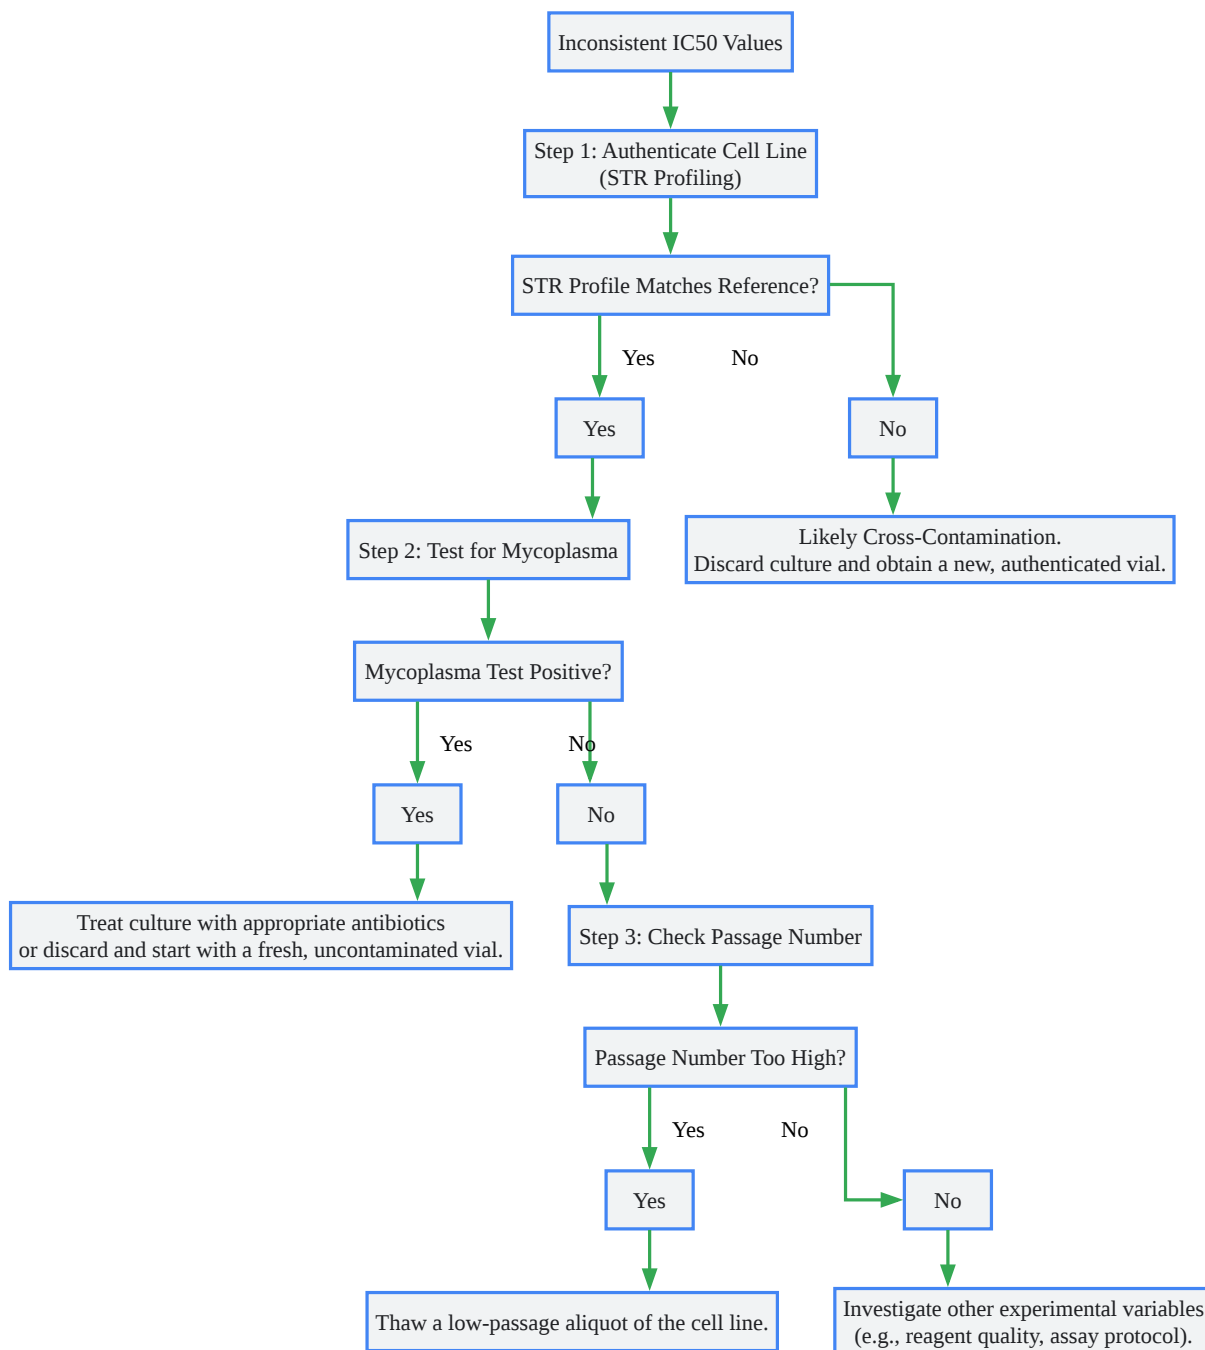 Inconsistent IC50 Values
Step 1: Authenticate Cell Line
(STR Profiling)
STR Profile Matches Reference?
Yes
No
Yes
No
Step 2: Test for Mycoplasma
Likely Cross-Contamination.
Discard culture and obtain a new, authenticated vial.
Mycoplasma Test Positive?
Yes
No
Yes
No
Treat culture with appropriate antibiotics
or discard and start with a fresh, uncontaminated vial.
Step 3: Check Passage Number
Passage Number Too High?
Yes
No
Yes
No
Thaw a low-passage aliquot of the cell line.
Investigate other experimental variables
(e.g., reagent quality, assay protocol).